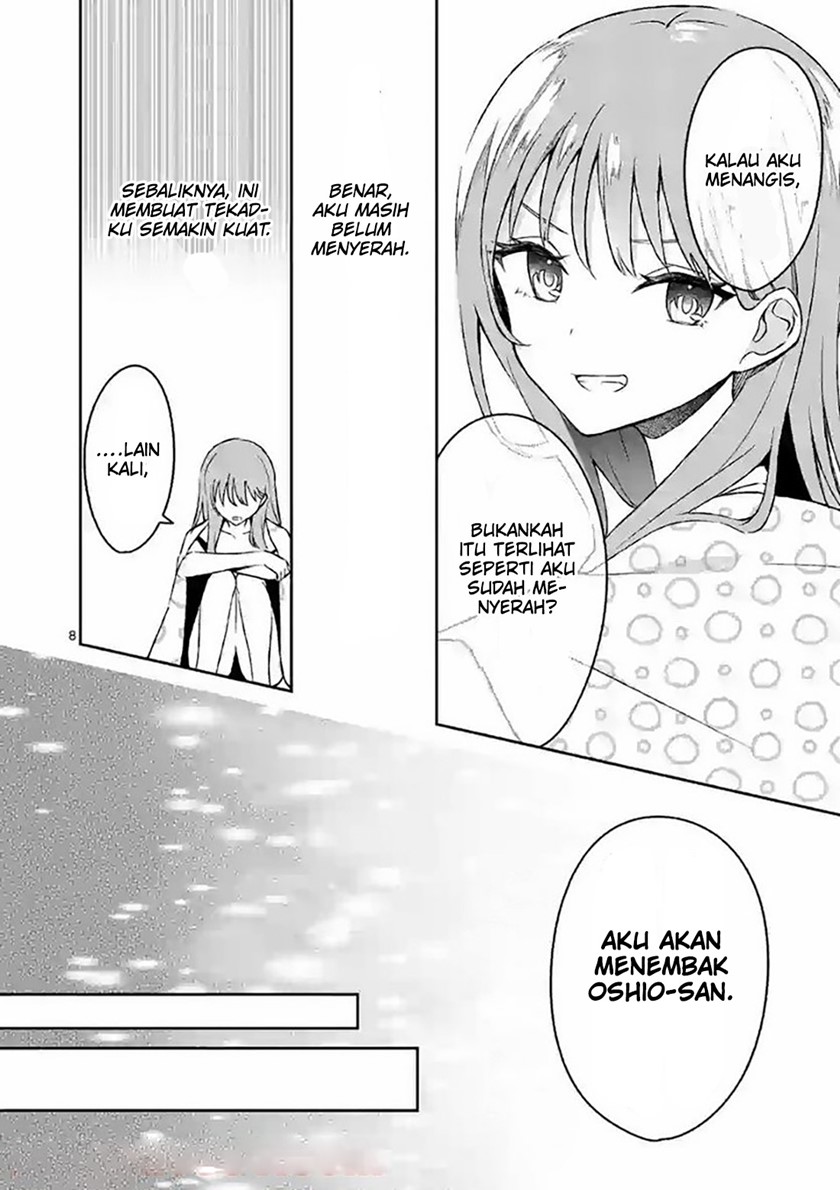 KALAU AKU
MENANGIS,
BUKANKAH
ITU TERLIHAT
SEPERTI AKU
SUDAH ME-
NYERAH?
BENAR,
AKU MASIH
BELUM
MENYERAH.
SEBALIKNYA, INI
MEMBUAT TEKAD-
KU SEMAKIN KUAT.
....LAIN
KALI,
8
AKU AKAN
MENEMBAK
OSHIO-SAN.